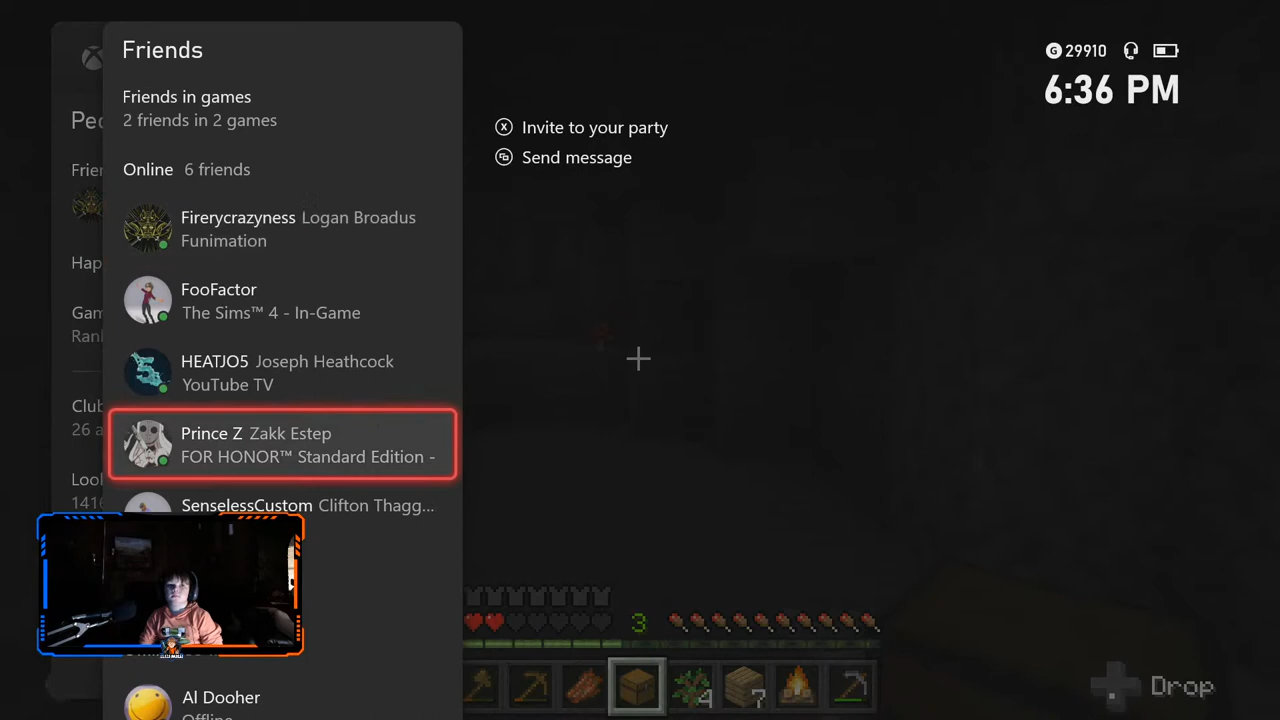 Friends
Friends in games
2 friends in 2 games
Online 6 friends
Firerycrazyness Logan Broadus
Funimation
FooFactor
The Sims™ 4 - In-Game
HEATJO5 Joseph Heathcock
YouTube TV
Prince Z Zakk Estep
FOR HONOR™ Standard Edition -
SenselessCustom Clifton Thagg...
Al Dooher
Offline
Invite to your party
Send message
G 29910
6:36 PM
3
4
7
Drop